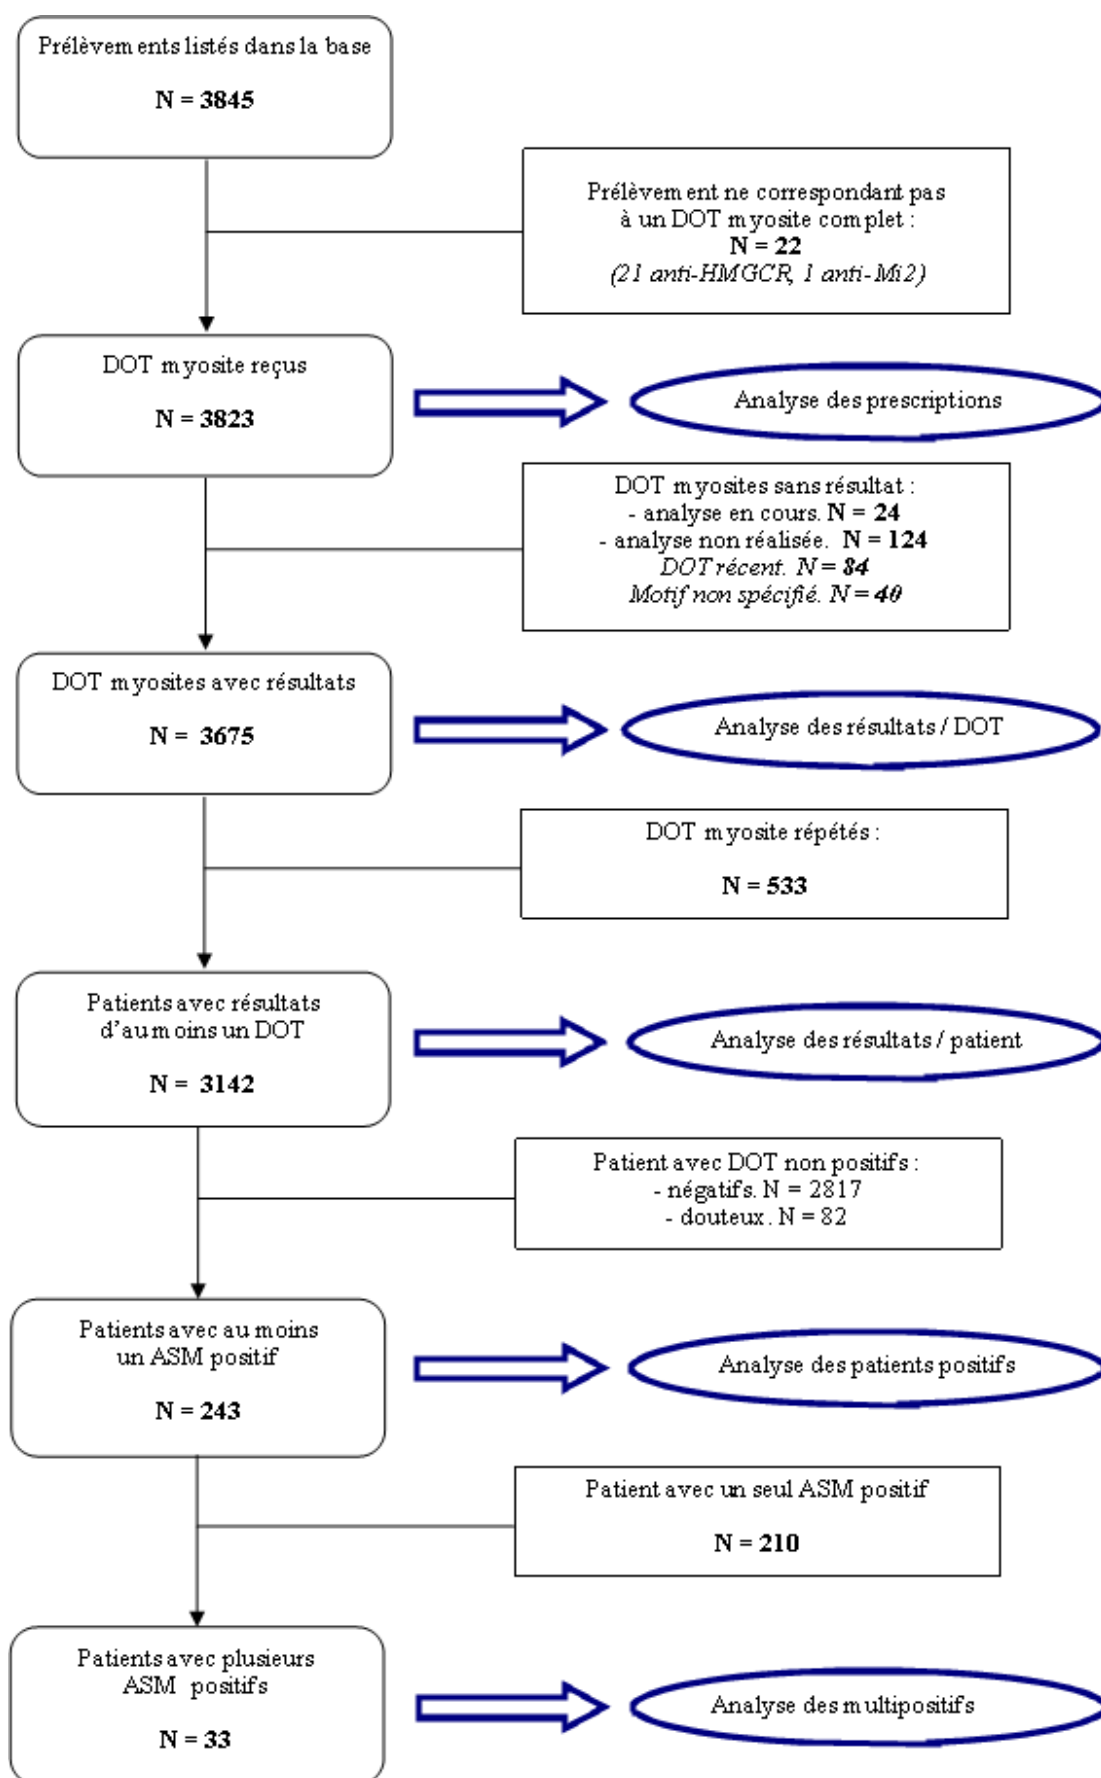 Prélèvements listés dans la base
N = 3845
Prélèvement ne correspondant pas
à un DOT myosite complet :
N = 22
(21 anti-HMGCR, 1 anti-Mi2)
DOT myosite reçus
N = 3823
Analyse des prescriptions
DOT myosites sans résultat :
- analyse en cours. N = 24
- analyse non réalisée. N = 124
DOT récent. N = 84
Motif non spécifié. N = 40
DOT myosites avec résultats
N = 3675
Analyse des résultats / DOT
DOT myosite répétés :
N = 533
Patients avec résultats
d'au moins un DOT
N = 3142
Analyse des résultats / patient
Patient avec DOT non positifs :
- négatifs. N = 2817
- douteux. N = 82
Patients avec au moins
un ASM positif
N = 243
Analyse des patients positifs
Patient avec un seul ASM positif
N = 210
Patients avec plusieurs
ASM positifs
N = 33
Analyse des multipositifs